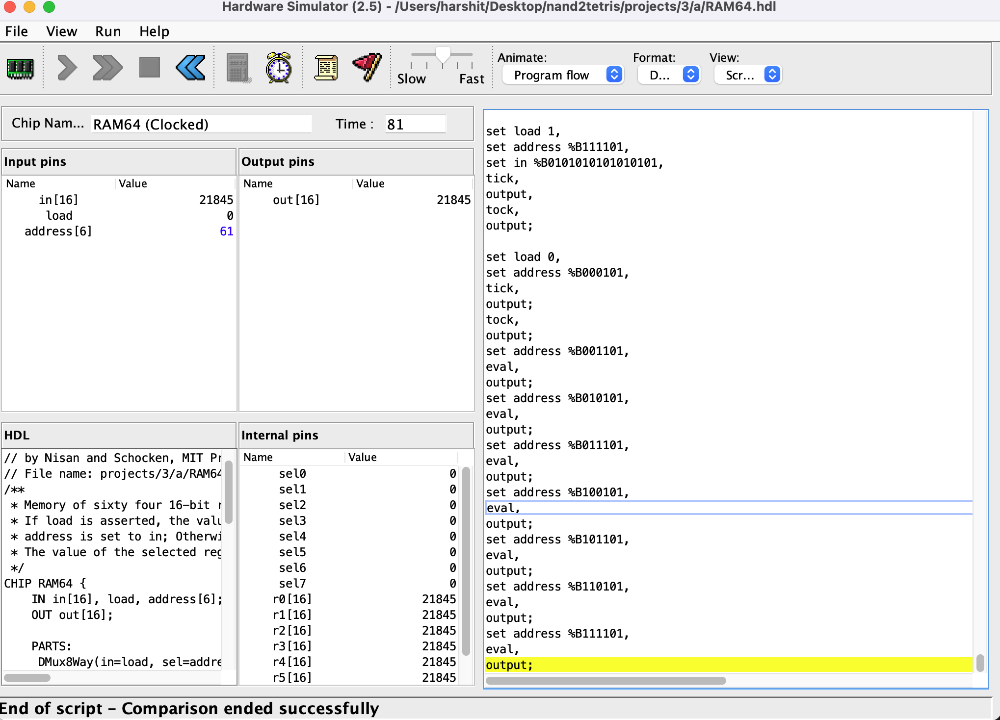 Hardware Simulator (2.5) - /Users/harshit/Desktop/nand2tetris/projects/3/a/RAM64.hdl
File View Run Help
Animate: Format: View:
Slow Fast Program flow D... Scr...
Chip Nam... RAM64 (Clocked) Time : 81
Input pins
Name Value
in[16] 21845
load 0
address[6] 61
Output pins
Name Value
out[16] 21845
HDL
// by Nisan and Schocken, MIT Pr
// File name: projects/3/a/RAM64
/**
* Memory of sixty four 16-bit r
* If load is asserted, the valu
* address is set to in; Otherwi
* The value of the selected reg
*/
CHIP RAM64 {
IN in[16], load, address[6];
OUT out[16];
PARTS:
DMux8Way(in=load, sel=addre
Internal pins
Name Value
sel0 0
sel1 0
sel2 0
sel3 0
sel4 0
sel5 0
sel6 0
sel7 0
r0[16] 21845
r1[16] 21845
r2[16] 21845
r3[16] 21845
r4[16] 21845
r5[16] 21845
set load 1,
set address %B111101,
set in %B0101010101010101,
tick,
output,
tock,
output;
set load 0,
set address %B000101,
tick,
output;
tock,
output;
set address %B001101,
eval,
output;
set address %B010101,
eval,
output;
set address %B011101,
eval,
output;
set address %B100101,
eval,
output;
set address %B101101,
eval,
output;
set address %B110101,
eval,
output;
set address %B111101,
eval,
output;
End of script - Comparison ended successfully